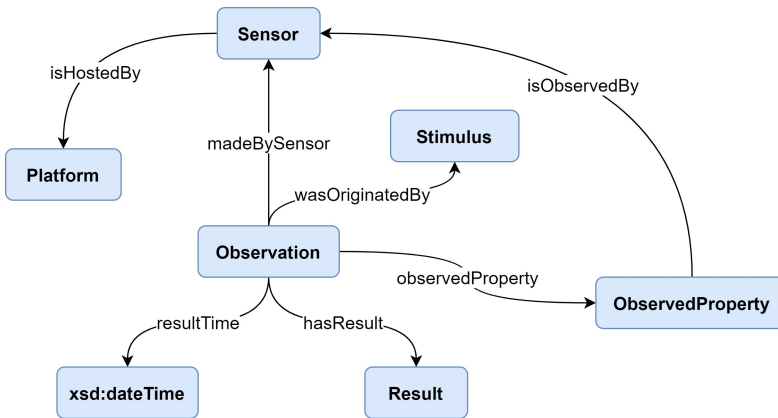 Sensor
isHostedBy
isObservedBy
madeBySensor
Stimulus
Platform
wasOriginatedBy
Observation
observedProperty
ObservedProperty
resultTime
hasResult
xsd:dateTime
Result